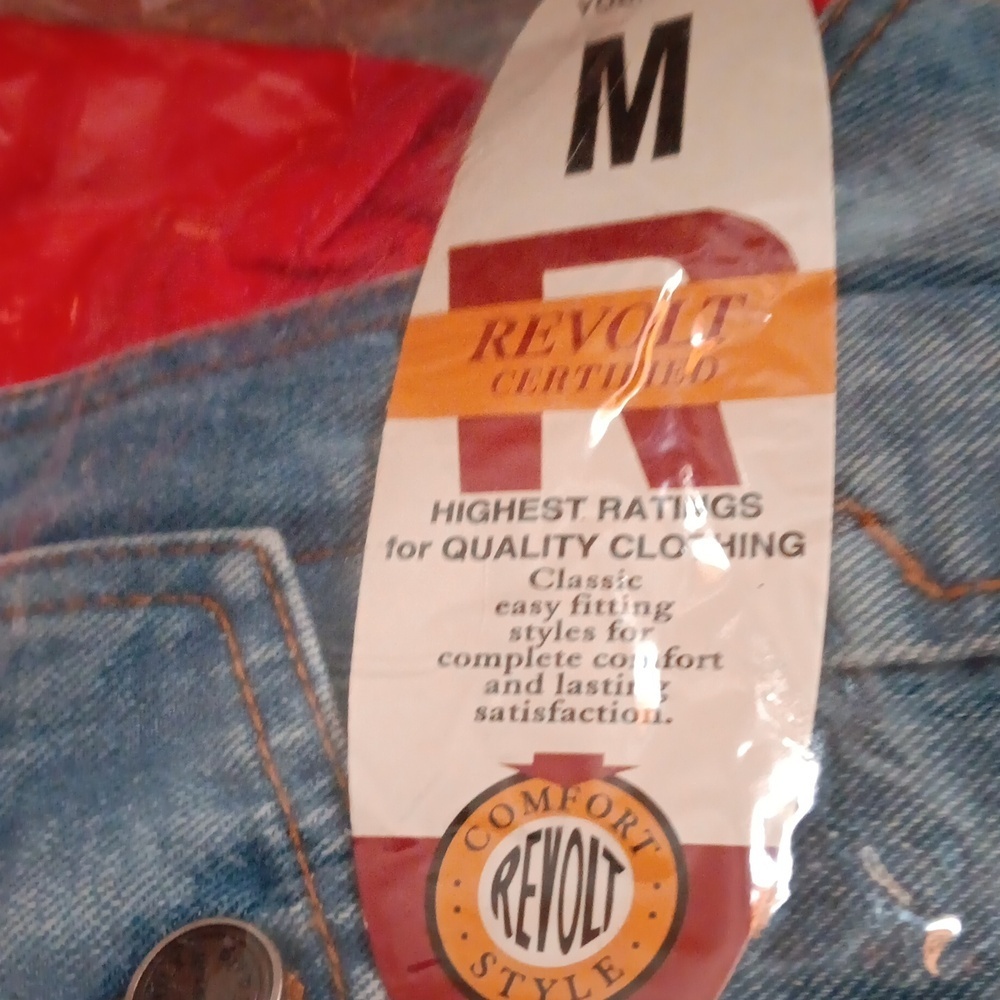 M
REVOLT
CERTIFIED
HIGHEST RATINGS
for QUALITY CLOTHING
Classic
easy fitting
styles for
complete comfort
and lasting
satisfaction.
COMFORT
REVOLT
STYLE